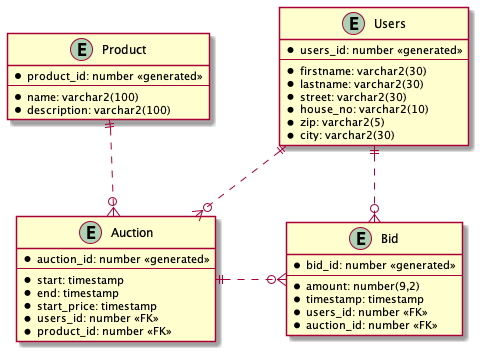 E Product
product_id: number «generated»
name: varchar2(100)
description: varchar2(100)
E Users
users_id: number «generated»
firstname: varchar2(30)
lastname: varchar2(30)
street: varchar2(30)
house_no: varchar2(10)
zip: varchar2(5)
city: varchar2(30)
E Auction
auction_id: number «generated»
start: timestamp
end: timestamp
start_price: timestamp
users_id: number «FK»
product_id: number «FK»
E Bid
bid_id: number «generated»
amount: number(9,2)
timestamp: timestamp
users_id: number «FK»
auction_id: number «FK»